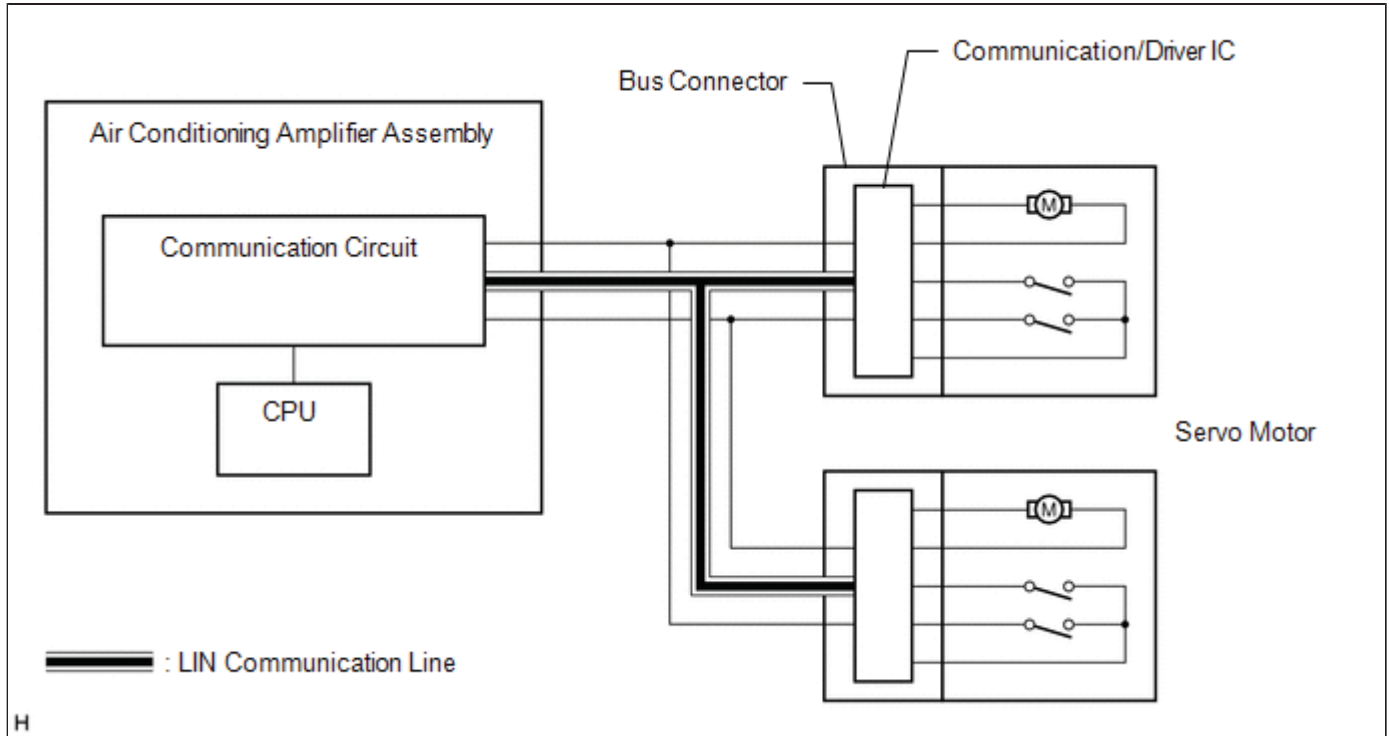 Communication/Driver IC
Bus Connector
Air Conditioning Amplifier Assembly
M
Communication Circuit
CPU
Servo Motor
M
: LIN Communication Line
H